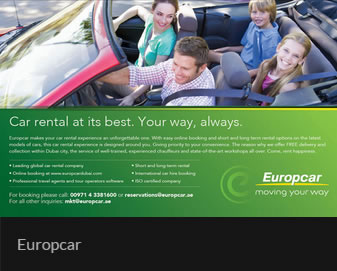 Car rental at its best. Your way, always.
Europcar makes your car rental experience an unforgettable one. With easy online booking and short and long term rental options on the latest
models of cars, this car rental experience is designed around you. Giving priority to your convenience. The reason why we offer FREE delivery and
collection within Dubai city, the service of well-trained, experienced chauffeurs and state-of-the-art workshops all over. Come, rent happiness.
• Leading global car rental company
• Short and long-term rental
• Online booking at www.europcardubai.com
• International car hire booking
• Professional travel agents and tour operators software
• ISO certified company
For booking please call: 00971 4 3381600 or reservations@europcar.ae
For all other inquiries: mkt@europcar.ae
Europcar
moving your way
Europcar